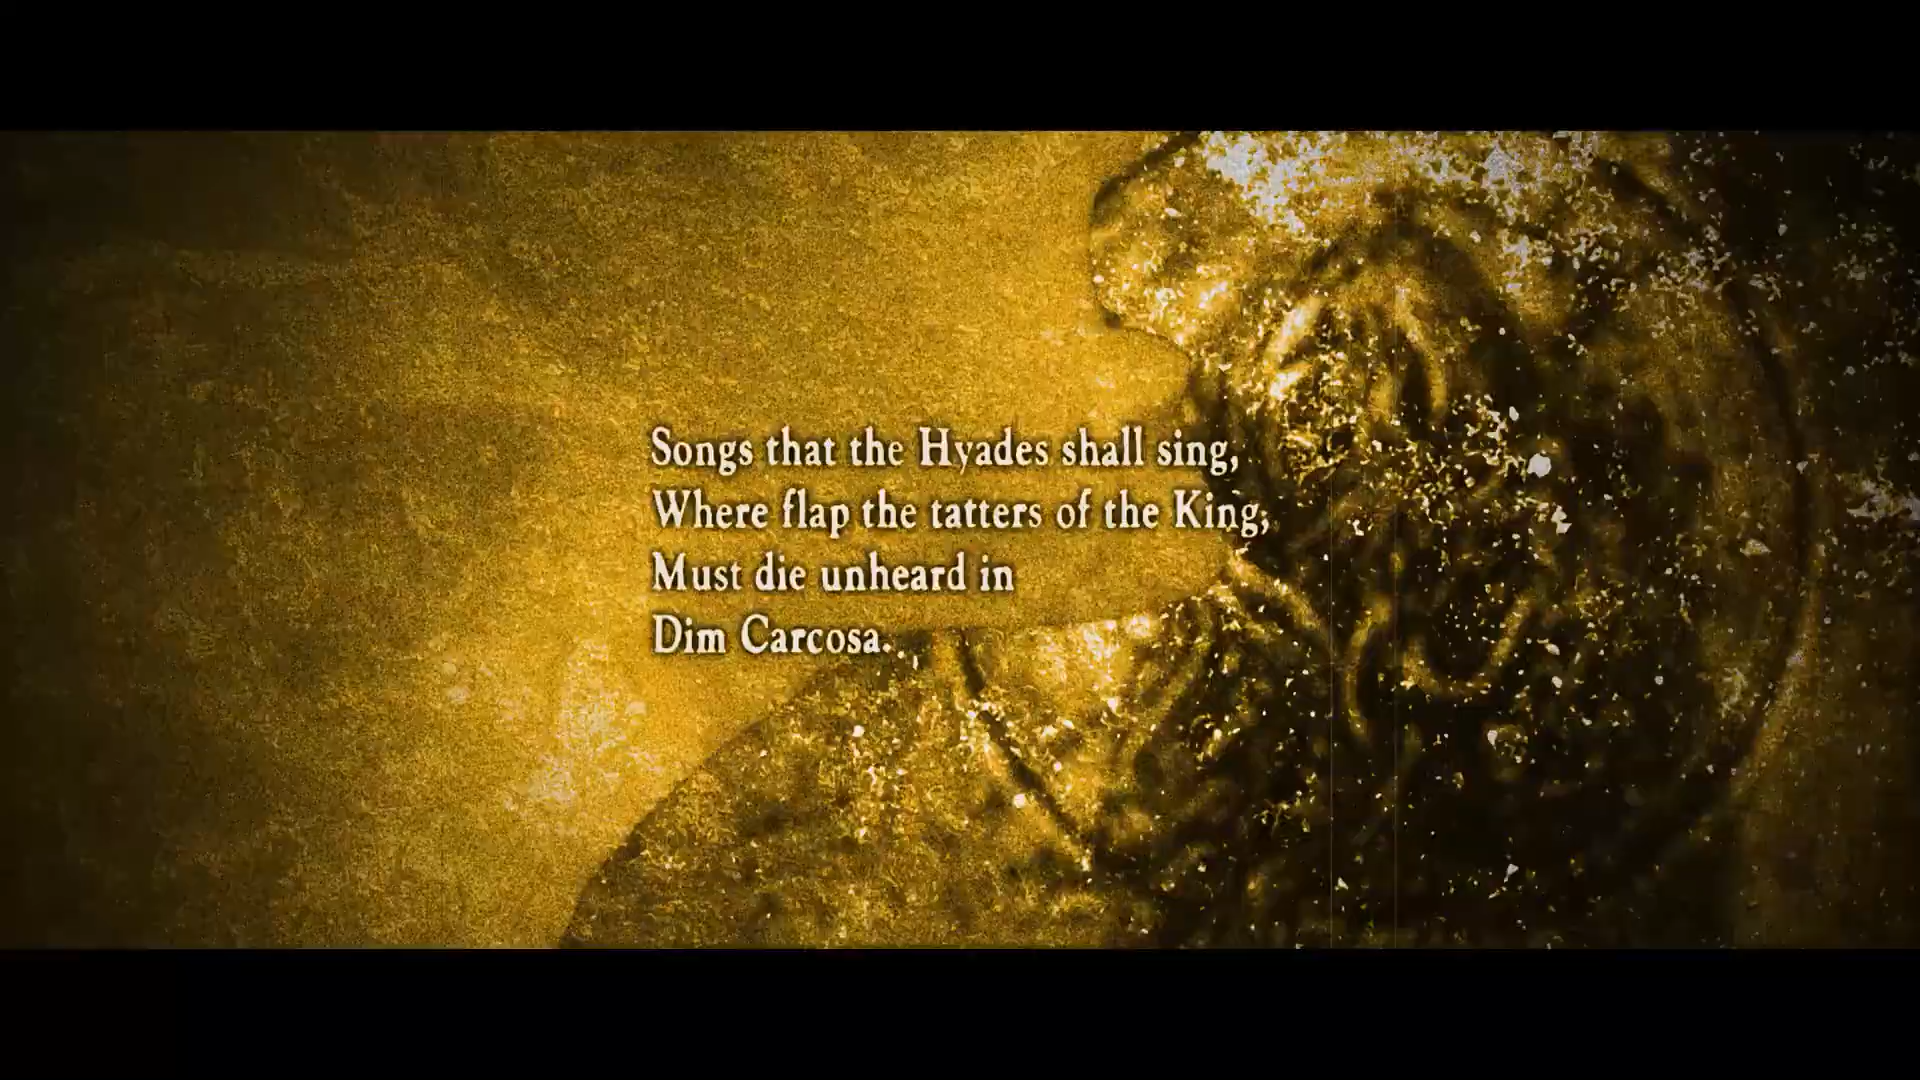 Songs that the Hyades shall sing,
Where flap the tatters of the King,
Must die unheard in
Dim Carcosa.